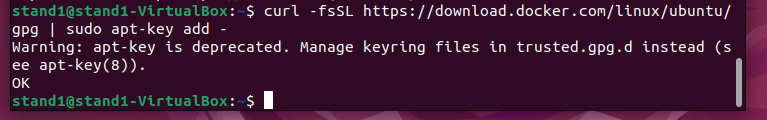 stand1@stand1-VirtualBox:~$ curl -fsSL https://download.docker.com/linux/ubuntu/
gpg | sudo apt-key add -
Warning: apt-key is deprecated. Manage keyring files in trusted.gpg.d instead (s
ee apt-key(8)).
OK
stand1@stand1-VirtualBox:~$